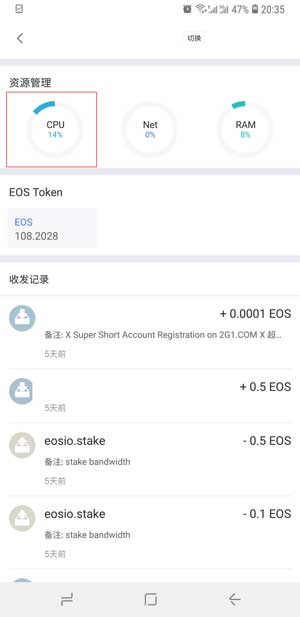 47% 20:35
切换
资源管理
CPU
14%
Net
0%
RAM
8%
EOS Token
EOS
108.2028
收发记录
+ 0.0001 EOS
备注: X Super Short Account Registration on 2G1.COM X 超...
5天前
+ 0.5 EOS
5天前
eosio.stake - 0.5 EOS
备注: stake bandwidth
5天前
eosio.stake - 0.1 EOS
备注: stake bandwidth
5天前